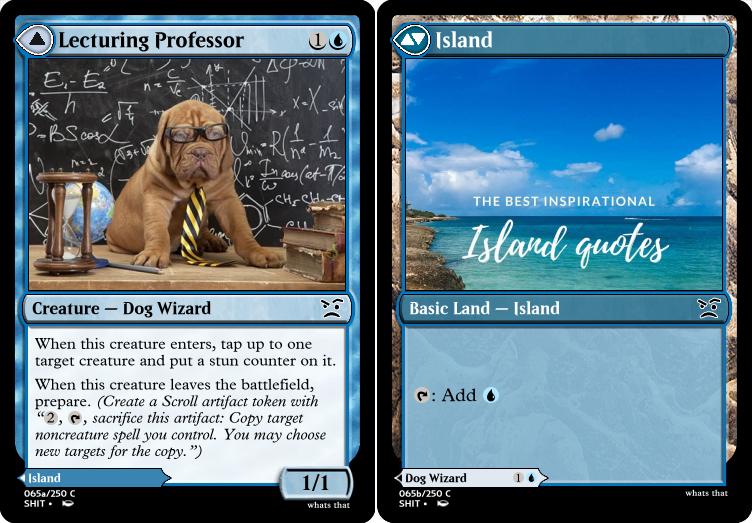 Lecturing Professor
1
E₁-E₂
h
Creature — Dog Wizard
When this creature enters, tap up to one
target creature and put a stun counter on it.
When this creature leaves the battlefield,
prepare. (Create a Scroll artifact token with
“2, , sacrifice this artifact: Copy target
noncreature spell you control. You may choose
new targets for the copy.”)
Island
1/1
065a/250 C
SHIT •
whats that
Island
THE BEST INSPIRATIONAL
Island quotes
Basic Land — Island
: Add
Dog Wizard 1
065b/250 C
SHIT •
whats that